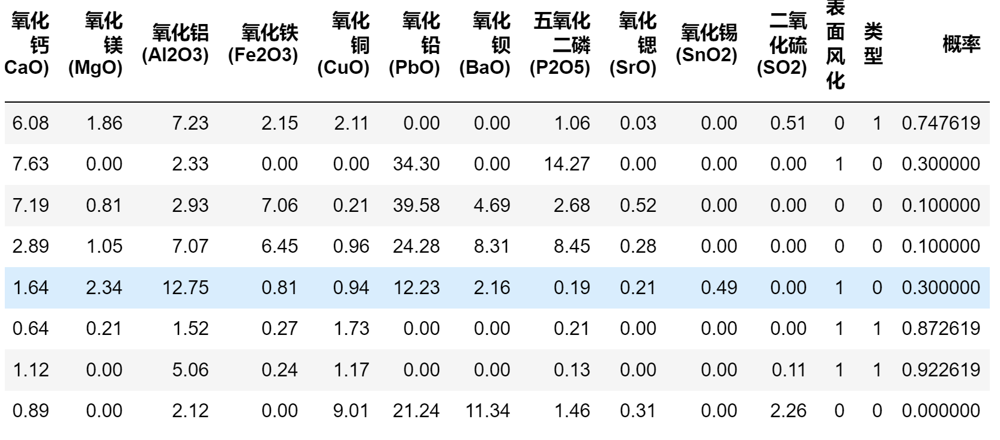 氧化钙CaO) 氧化镁(MgO) 氧化铝(Al2O3) 氧化铁(Fe2O3) 氧化铜(CuO) 氧化铅(PbO) 氧化钡(BaO) 五氧化二磷(P2O5) 氧化锶(SrO) 氧化锡(SnO2) 二氧化硫(SO2) 表面风化 类型 概率
6.08 1.86 7.23 2.15 2.11 0.00 0.00 1.06 0.03 0.00 0.51 0 1 0.747619
7.63 0.00 2.33 0.00 0.00 34.30 0.00 14.27 0.00 0.00 0.00 1 0 0.300000
7.19 0.81 2.93 7.06 0.21 39.58 4.69 2.68 0.52 0.00 0.00 0 0 0.100000
2.89 1.05 7.07 6.45 0.96 24.28 8.31 8.45 0.28 0.00 0.00 0 0 0.100000
1.64 2.34 12.75 0.81 0.94 12.23 2.16 0.19 0.21 0.49 0.00 1 0 0.300000
0.64 0.21 1.52 0.27 1.73 0.00 0.00 0.21 0.00 0.00 0.00 1 1 0.872619
1.12 0.00 5.06 0.24 1.17 0.00 0.00 0.13 0.00 0.00 0.11 1 1 0.922619
0.89 0.00 2.12 0.00 9.01 21.24 11.34 1.46 0.31 0.00 2.26 0 0 0.000000